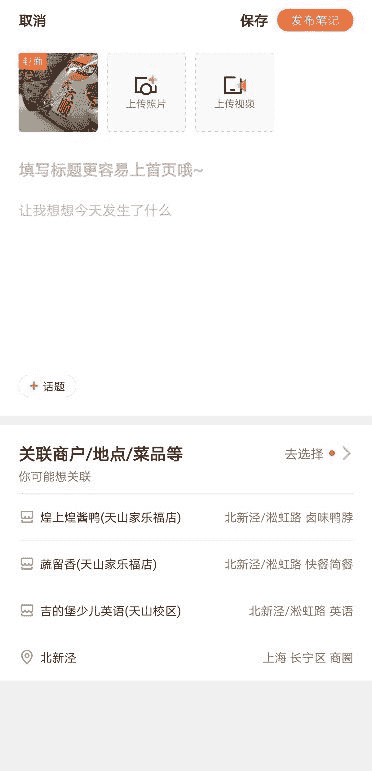 取消 保存 发布笔记
封面
上传照片 上传视频
填写标题更容易上首页哦~
让我想想今天发生了什么
+ 话题
关联商户/地点/菜品等 去选择
你可能想关联
煌上煌酱鸭(天山家乐福店) 北新泾/淞虹路 卤味鸭脖
蔬留香(天山家乐福店) 北新泾/淞虹路 快餐简餐
吉的堡少儿英语(天山校区) 北新泾/淞虹路 英语
北新泾 上海 长宁区 商圈